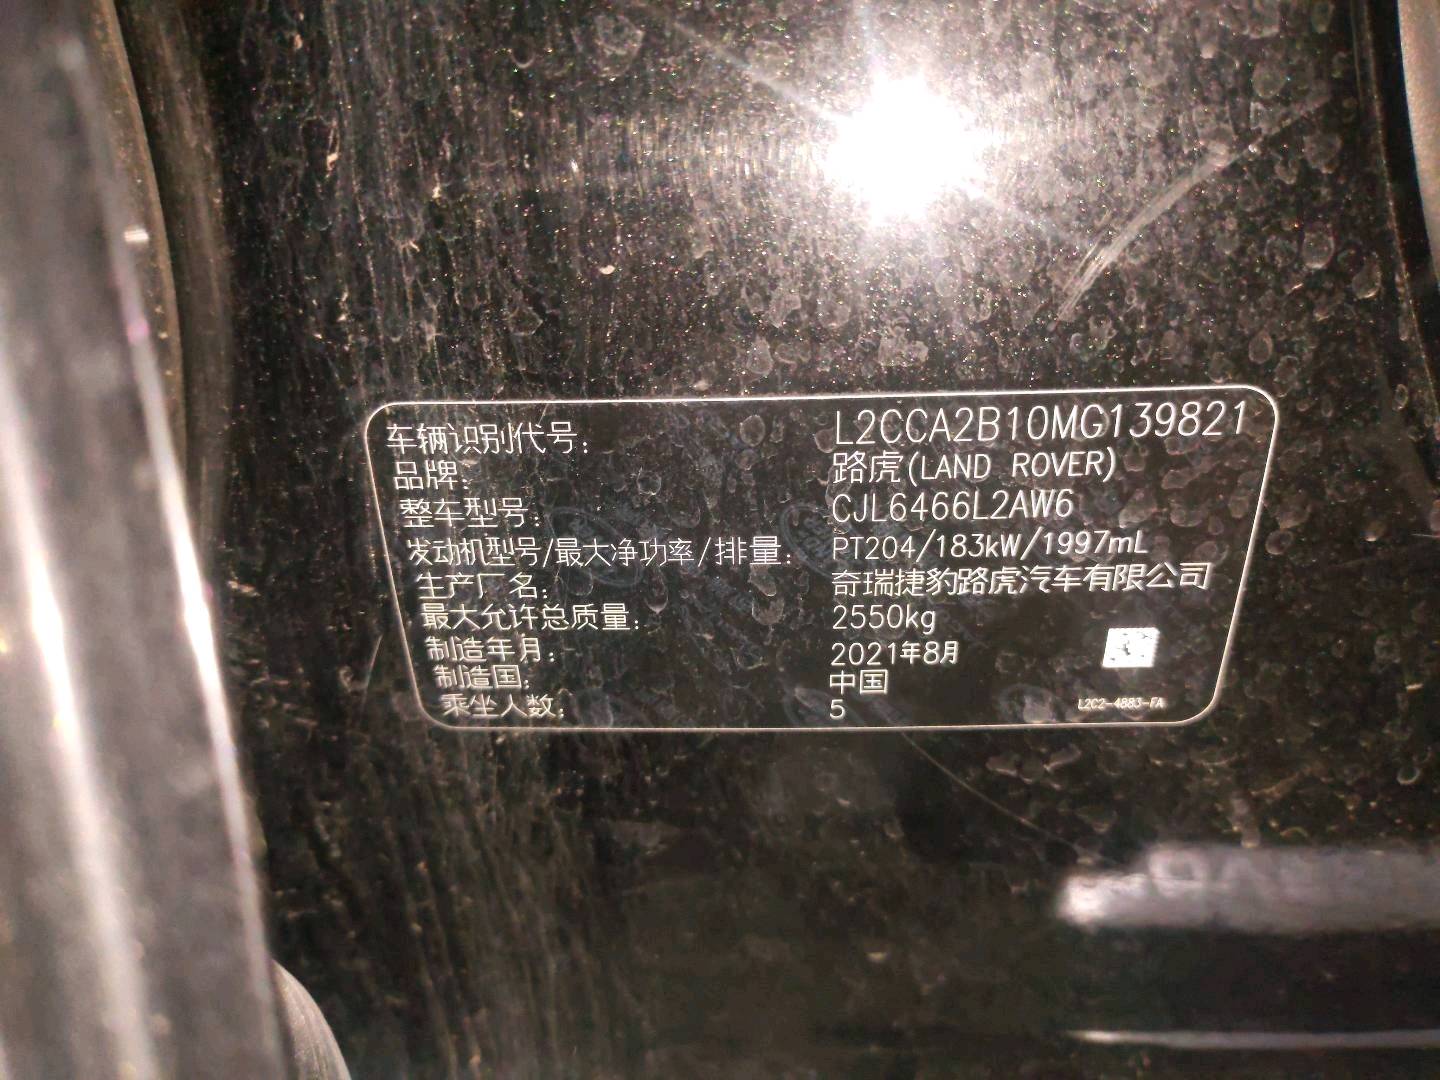 车辆识别代号: L2CCA2B10MG139821
品牌: 路虎(LAND ROVER)
整车型号: CJL6466L2AW6
发动机型号/最大净功率/排量: PT204/183kW/1997mL
生产厂名: 奇瑞捷豹路虎汽车有限公司
最大允许总质量: 2550kg
制造年月: 2021年8月
制造国: 中国
乘坐人数: 5
L2C2-4883-FA